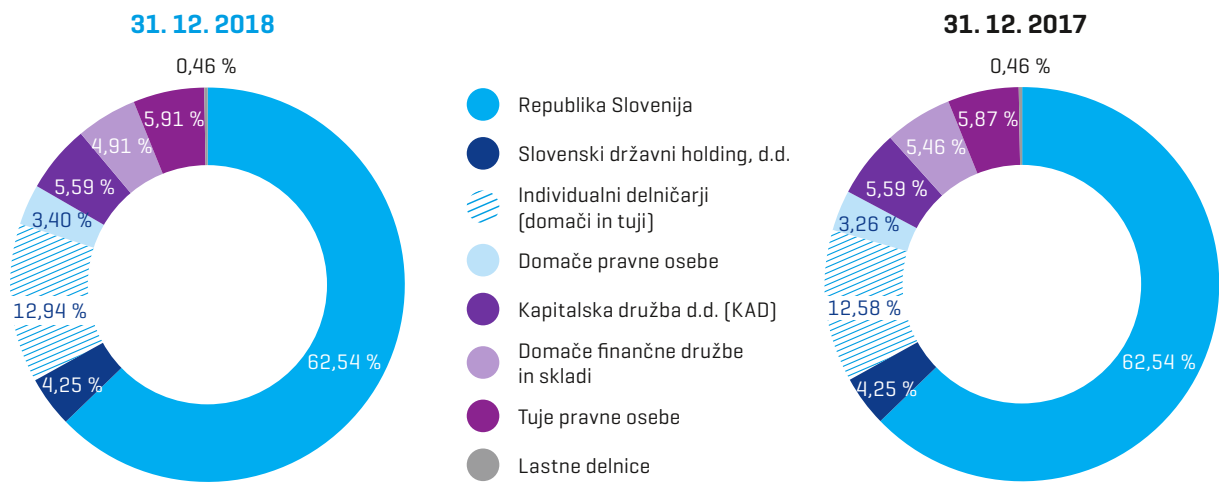 31. 12. 2018
0,46 %
5,91 %
4,91 %
5,59 %
3,40 %
12,94 %
4,25 %
62,54 %
Republika Slovenija
Slovenski državni holding, d.d.
Individualni delničarji
(domači in tuji)
Domače pravne osebe
Kapitalska družba d.d. (KAD)
Domače finančne družbe
in skladi
Tuje pravne osebe
Lastne delnice
31. 12. 2017
0,46 %
5,87 %
5,46 %
5,59 %
3,26 %
12,58 %
4,25 %
62,54 %